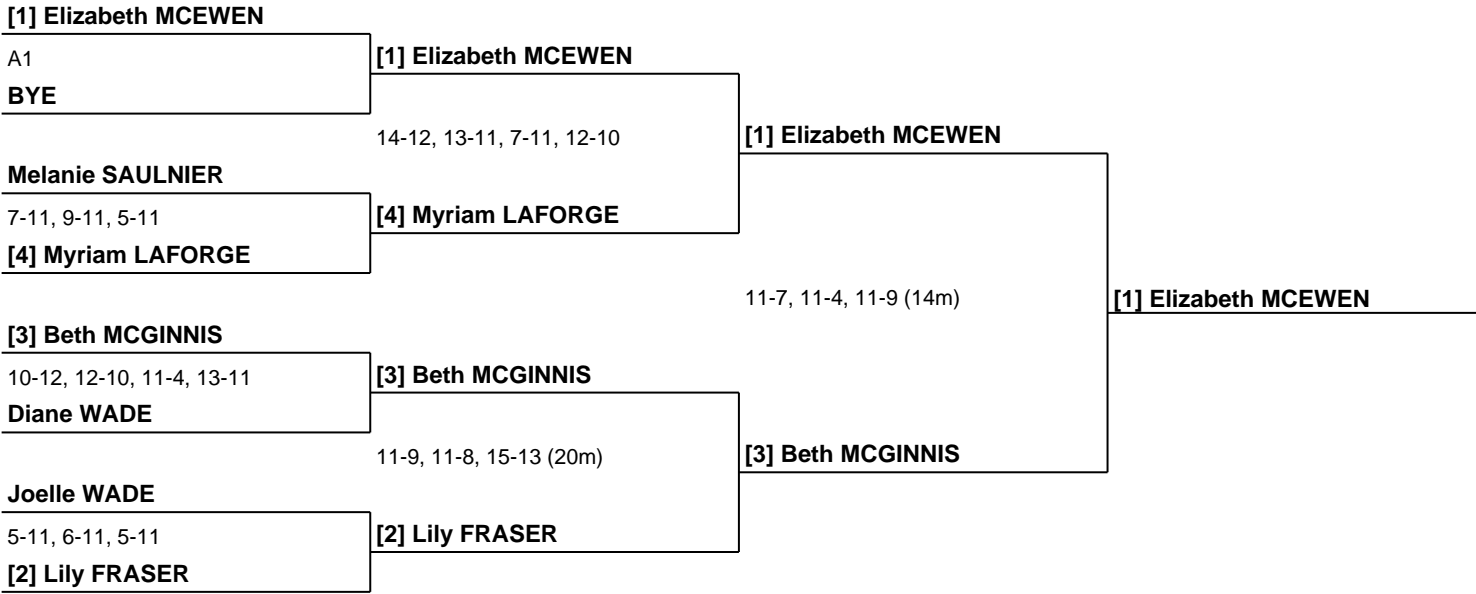 [1] Elizabeth MCEWEN
A1
BYE
Melanie SAULNIER
7-11, 9-11, 5-11
[4] Myriam LAFORGE
[3] Beth MCGINNIS
10-12, 12-10, 11-4, 13-11
Diane WADE
Joelle WADE
5-11, 6-11, 5-11
[2] Lily FRASER
[1] Elizabeth MCEWEN
14-12, 13-11, 7-11, 12-10
[4] Myriam LAFORGE
[3] Beth MCGINNIS
11-9, 11-8, 15-13 (20m)
[2] Lily FRASER
[1] Elizabeth MCEWEN
11-7, 11-4, 11-9 (14m)
[3] Beth MCGINNIS
[1] Elizabeth MCEWEN